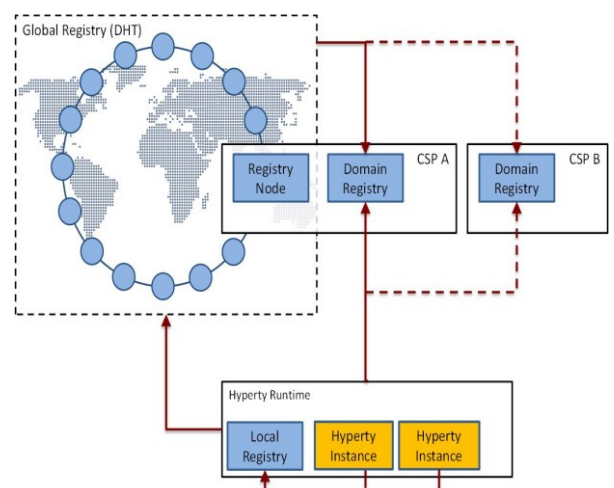 Global Registry (DHT)
CSP A
Registry
Node
Domain
Registry
CSP B
Domain
Registry
Hyperty Runtime
Local
Registry
Hyperty
Instance
Hyperty
Instance